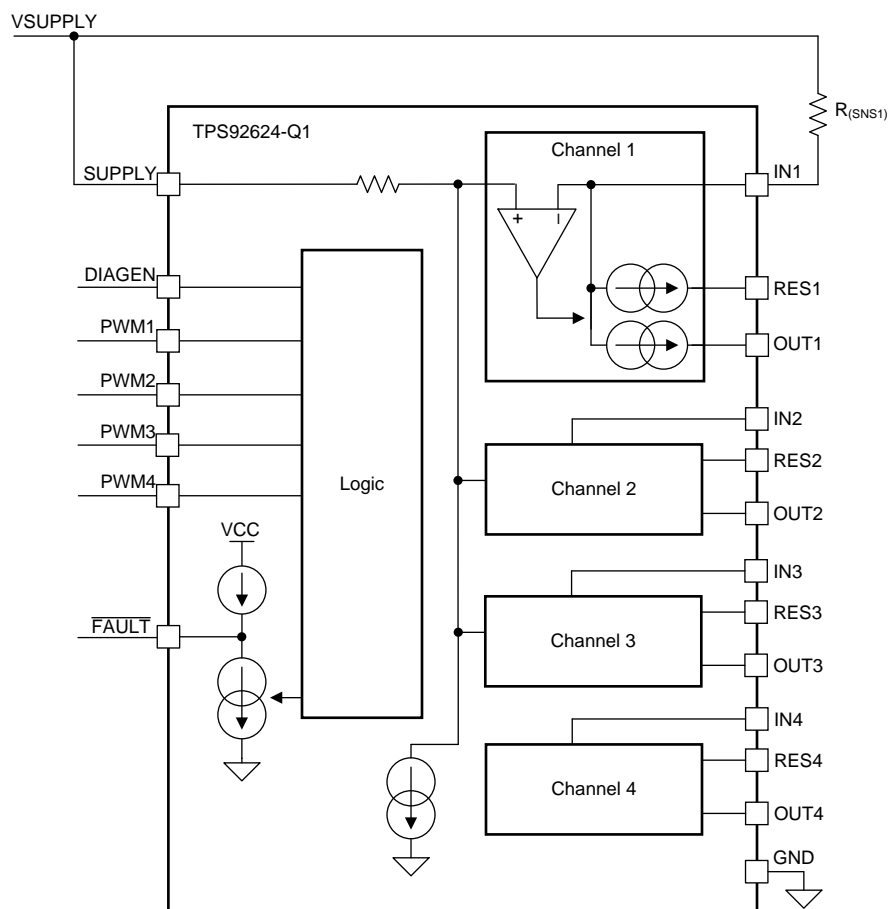 VSUPPLY
R(SNS1)
TPS92624-Q1
Channel 1
SUPPLY
IN1
+ −
DIAGEN
RES1
PWM1
OUT1
PWM2
IN2
PWM3
RES2
PWM4
Logic
Channel 2
OUT2
VCC
IN3
RES3
FAULT
Channel 3
OUT3
IN4
RES4
Channel 4
OUT4
GND